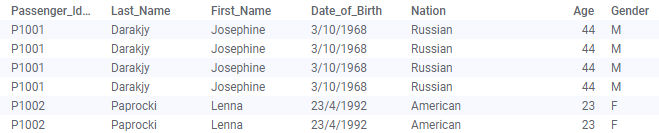 Passenger_Id... Last_Name First_Name Date_of_Birth Nation Age Gender
P1001 Darakjy Josephine 3/10/1968 Russian 44 M
P1001 Darakjy Josephine 3/10/1968 Russian 44 M
P1001 Darakjy Josephine 3/10/1968 Russian 44 M
P1001 Darakjy Josephine 3/10/1968 Russian 44 M
P1002 Paprocki Lenna 23/4/1992 American 23 F
P1002 Paprocki Lenna 23/4/1992 American 23 F